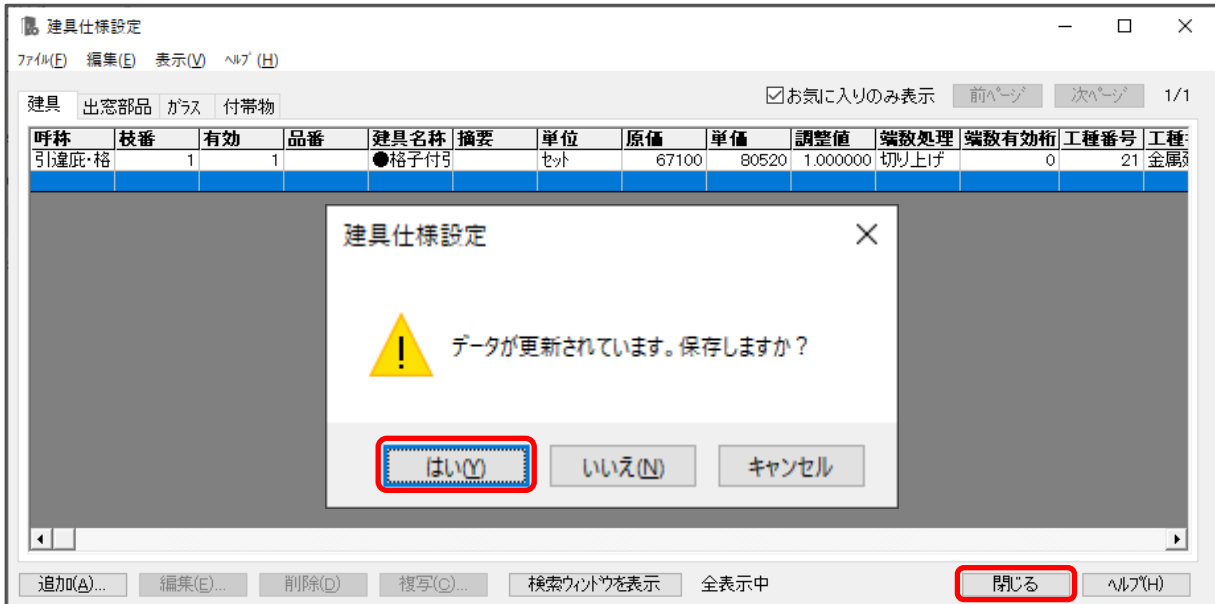 建具仕様設定
ﾌｧｲﾙ(F) 編集(E) 表示(V) ﾍﾙﾌﾟ(H)
建具 出窓部品 ｶﾞﾗｽ 付帯物 お気に入りのみ表示 前ﾍﾟｰｼﾞ 次ﾍﾟｰｼﾞ 1/1
呼称 枝番 有効 品番 建具名称 摘要 単位 原価 単価 調整値 端数処理 端数有効桁 工種番号 工種
引違庇･格 1 1 ●格子付引 ｾｯﾄ 67100 80520 1.000000 切り上げ 0 21 金属建
建具仕様設定
データが更新されています。保存しますか？
はい(Y) いいえ(N) キャンセル
追加(A)... 編集(E)... 削除(D) 複写(C)... 検索ｳｨﾝﾄﾞｳを表示 全表示中 閉じる ﾍﾙﾌﾟ(H)